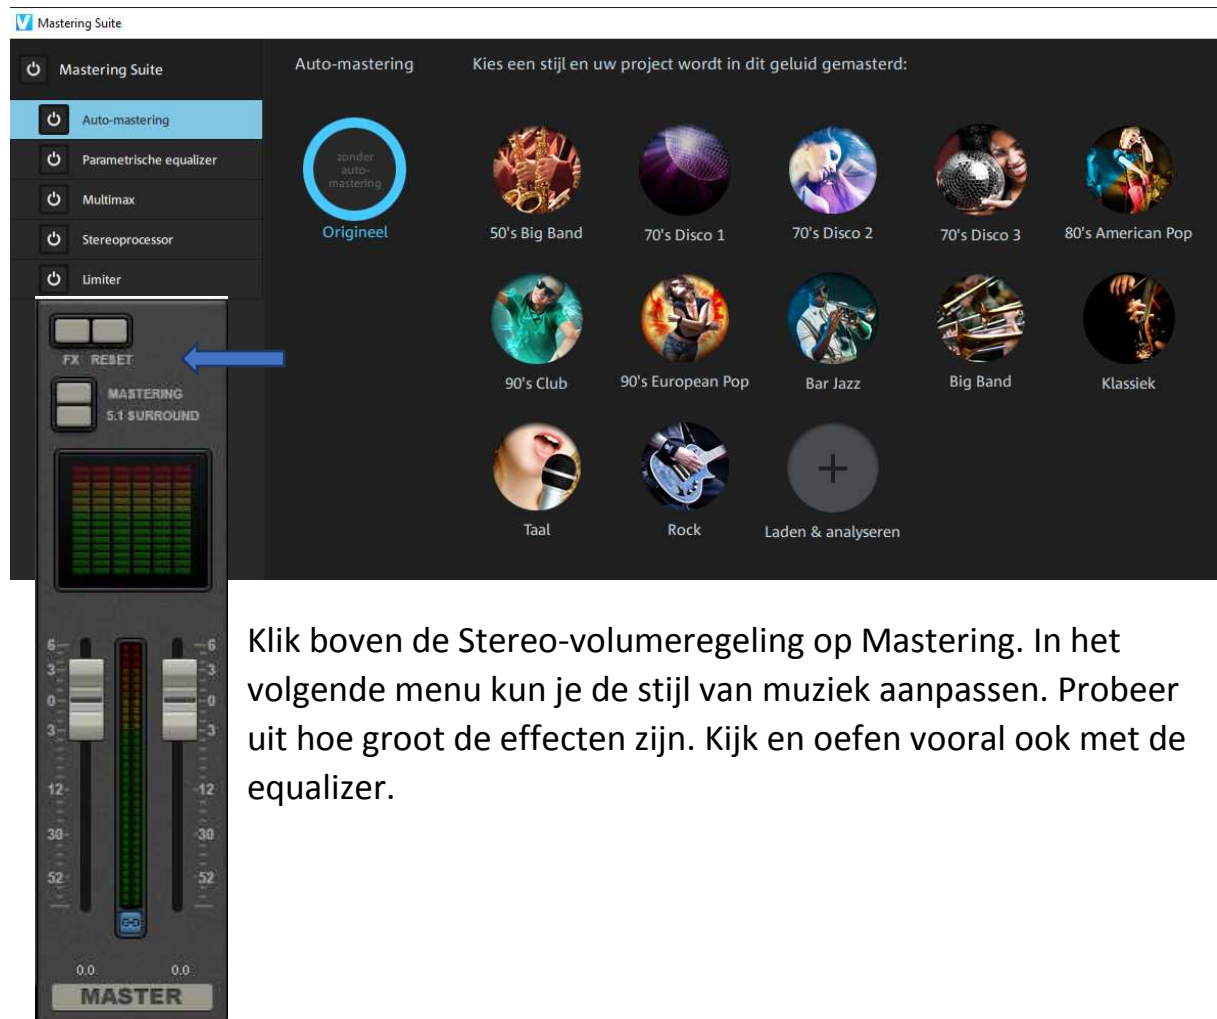 Mastering Suite
Mastering Suite
Auto-mastering
Parametrische equalizer
Multimax
Stereoprocessor
Limiter
Auto-mastering
Kies een stijl en uw project wordt in dit geluid gemasterd:
zonder
auto-
mastering
Origineel
50's Big Band
70's Disco 1
70's Disco 2
70's Disco 3
80's American Pop
90's Club
90's European Pop
Bar Jazz
Big Band
Klassiek
Taal
Rock
Laden & analyseren
FX RESET
MASTERING
5.1 SURROUND
6 6
3 3
0 0
3 3
12 12
30 30
52 52
0.0 0.0
MASTER
Klik boven de Stereo-volumeregeling op Mastering. In het
volgende menu kun je de stijl van muziek aanpassen. Probeer
uit hoe groot de effecten zijn. Kijk en oefen vooral ook met de
equalizer.